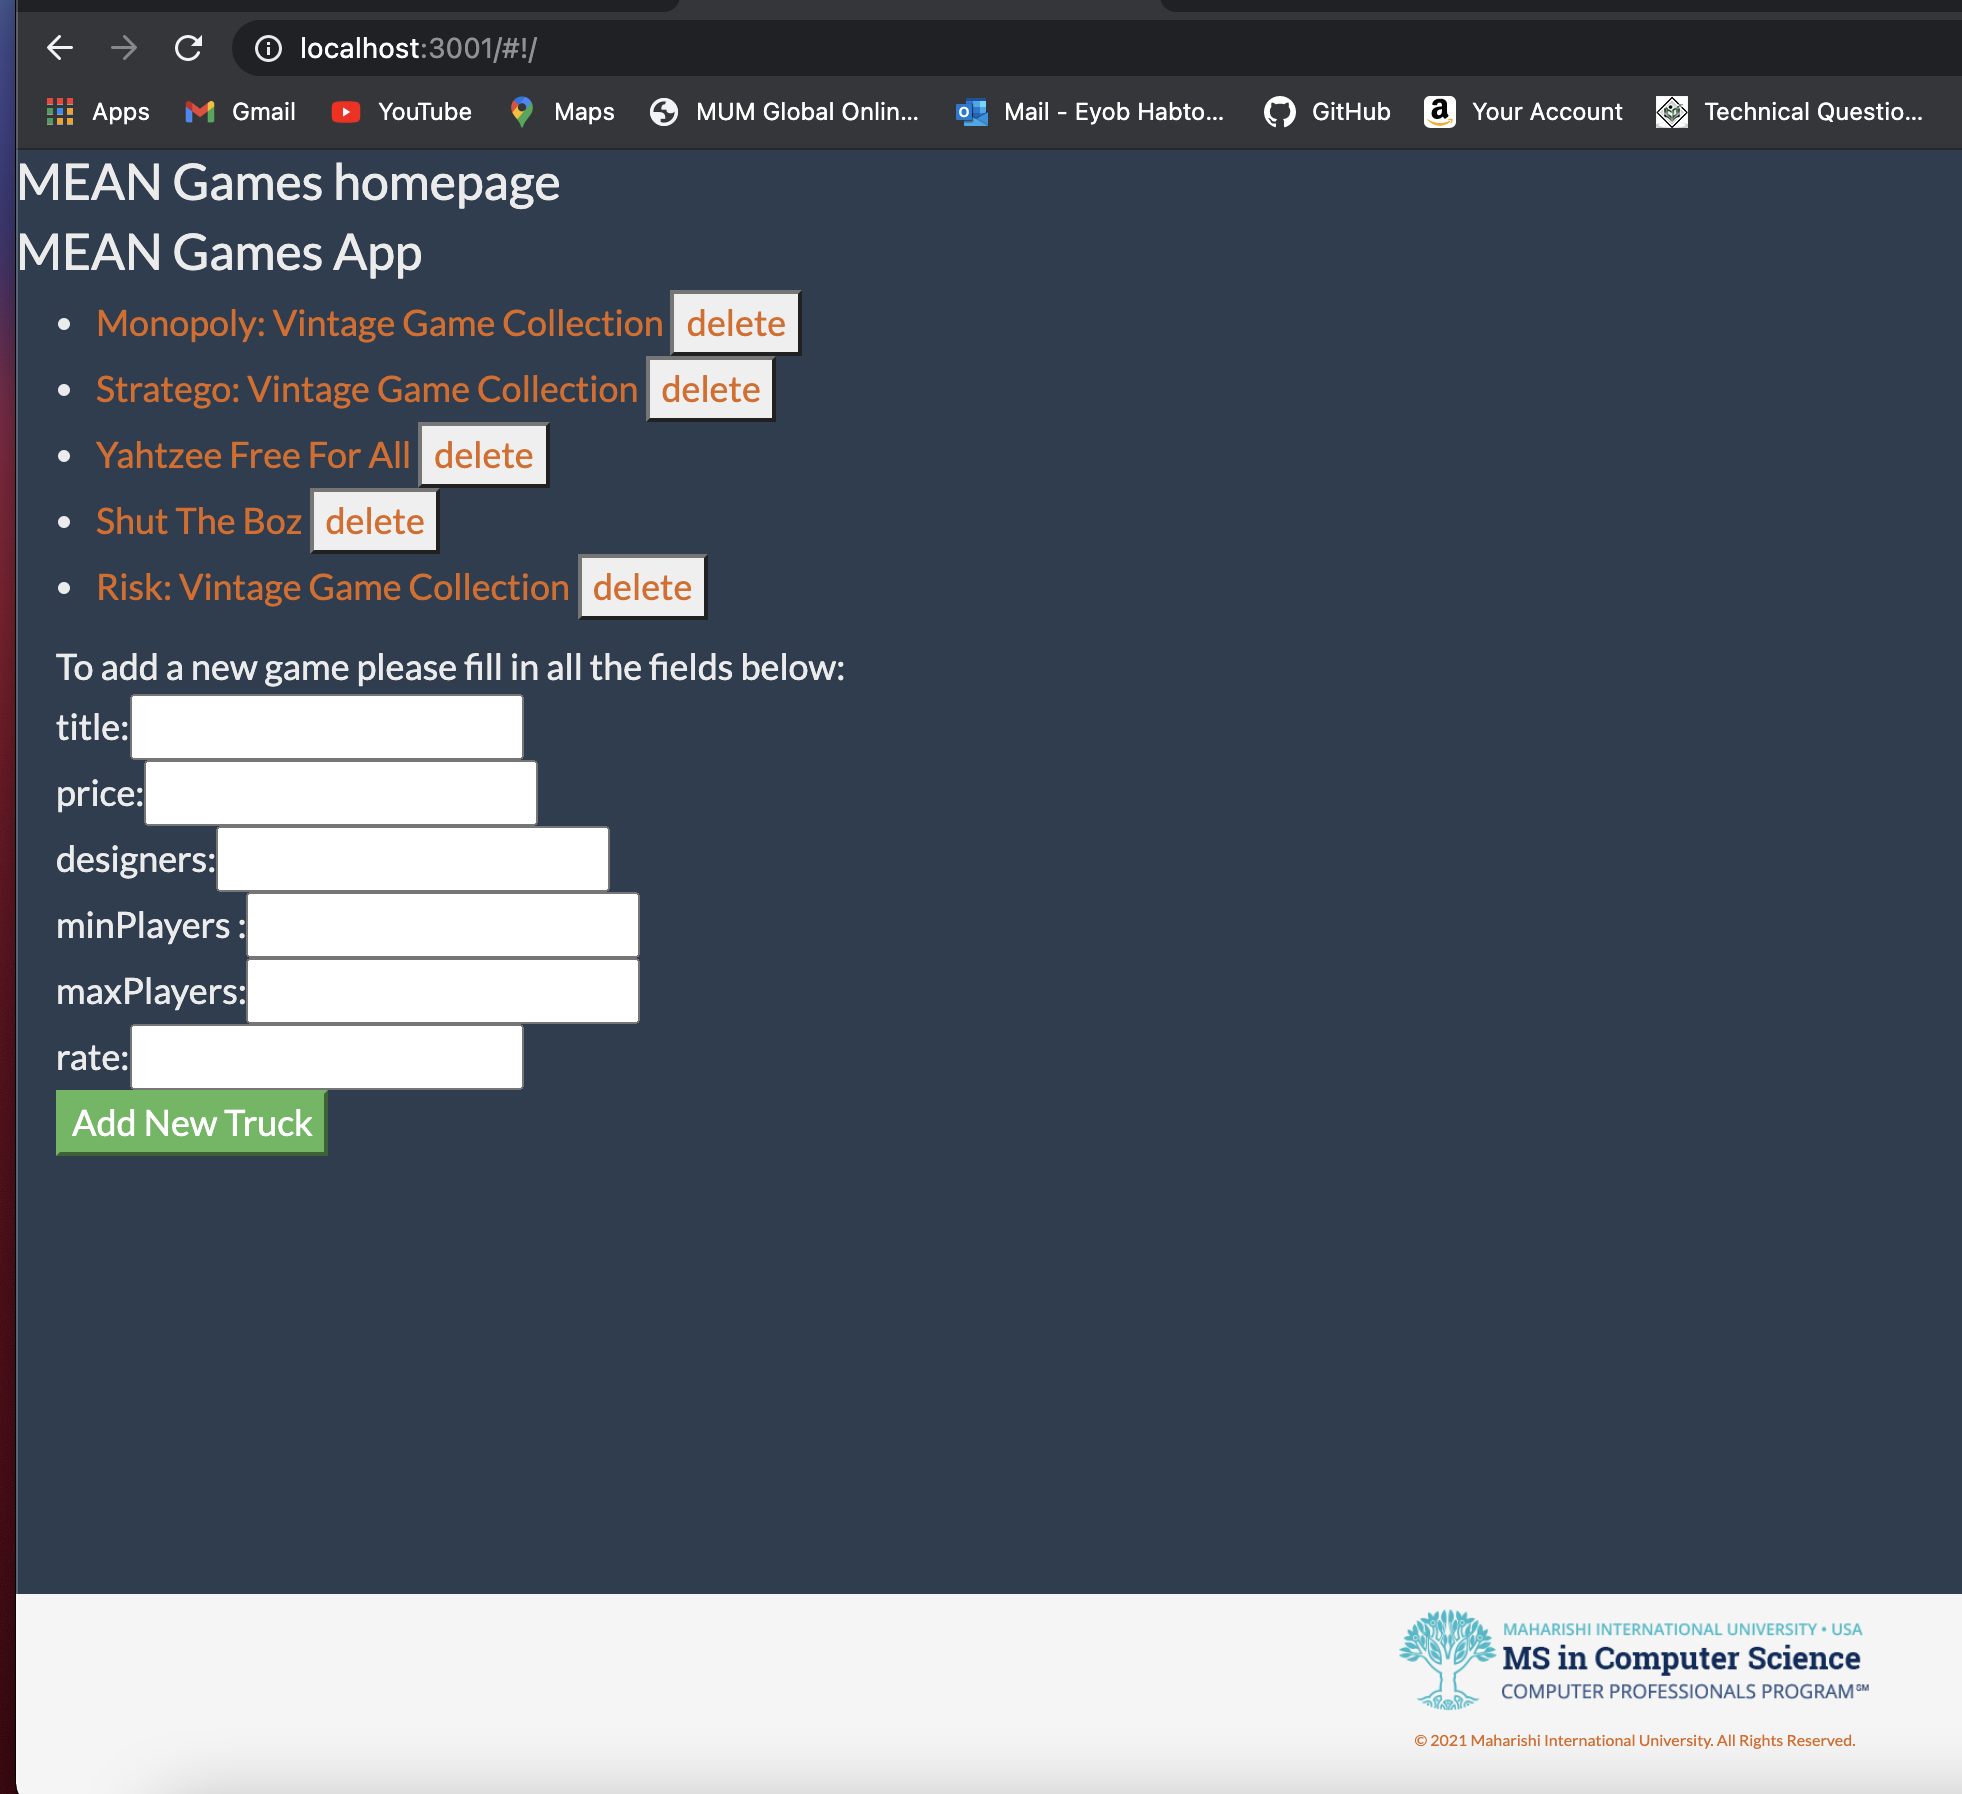 localhost:3001/#!/
Apps Gmail YouTube Maps MUM Global Onlin... Mail - Eyob Habto... GitHub Your Account Technical Questio...
MEAN Games homepage
MEAN Games App
Monopoly: Vintage Game Collection delete
Stratego: Vintage Game Collection delete
Yahtzee Free For All delete
Shut The Boz delete
Risk: Vintage Game Collection delete
To add a new game please fill in all the fields below:
title:
price:
designers:
minPlayers :
maxPlayers:
rate:
Add New Truck
MAHARISHI INTERNATIONAL UNIVERSITY • USA
MS in Computer Science
COMPUTER PROFESSIONALS PROGRAM℠
© 2021 Maharishi International University. All Rights Reserved.